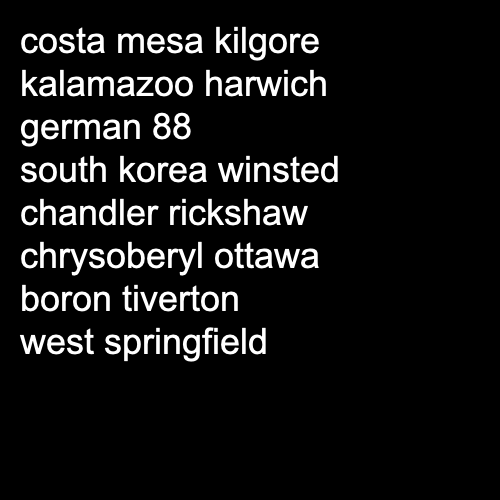 costa mesa kilgore
kalamazoo harwich
german 88
south korea winsted
chandler rickshaw
chrysoberyl ottawa
boron tiverton
west springfield